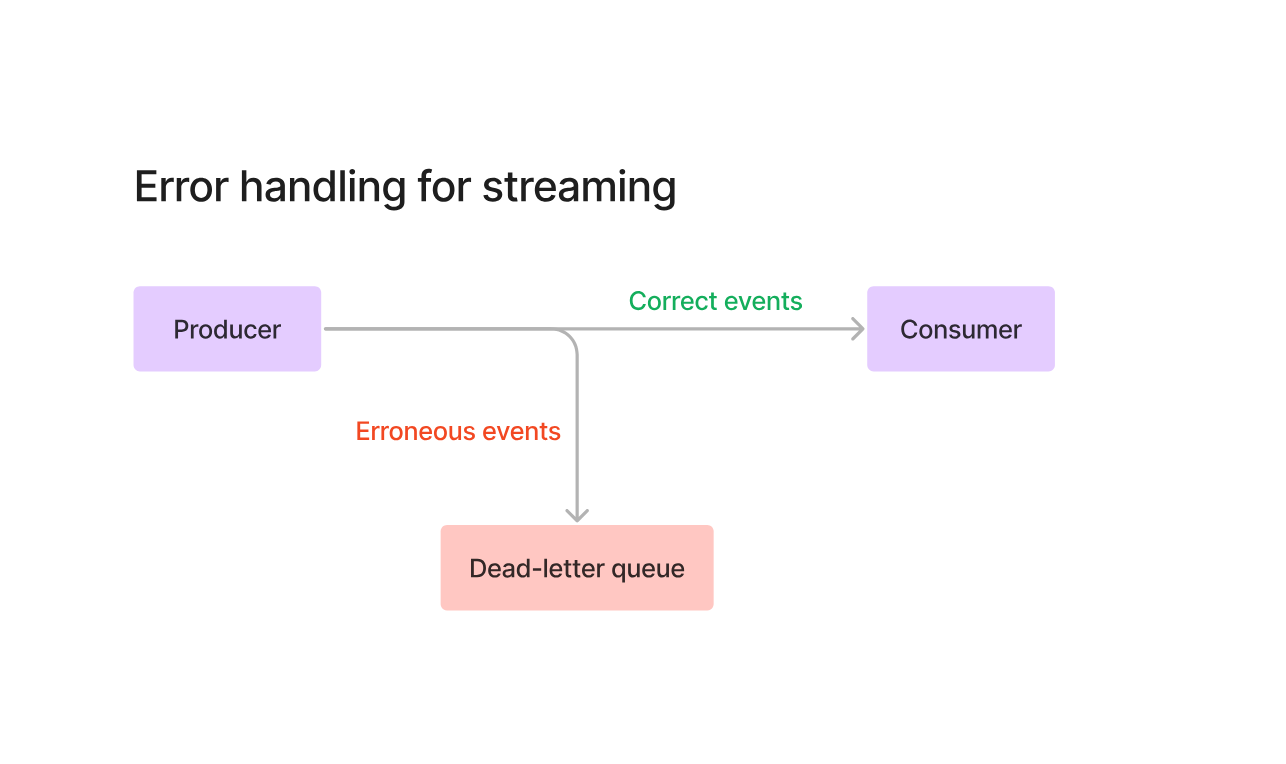 Error handling for streaming
Correct events
Producer
Consumer
Erroneous events
Dead-letter queue